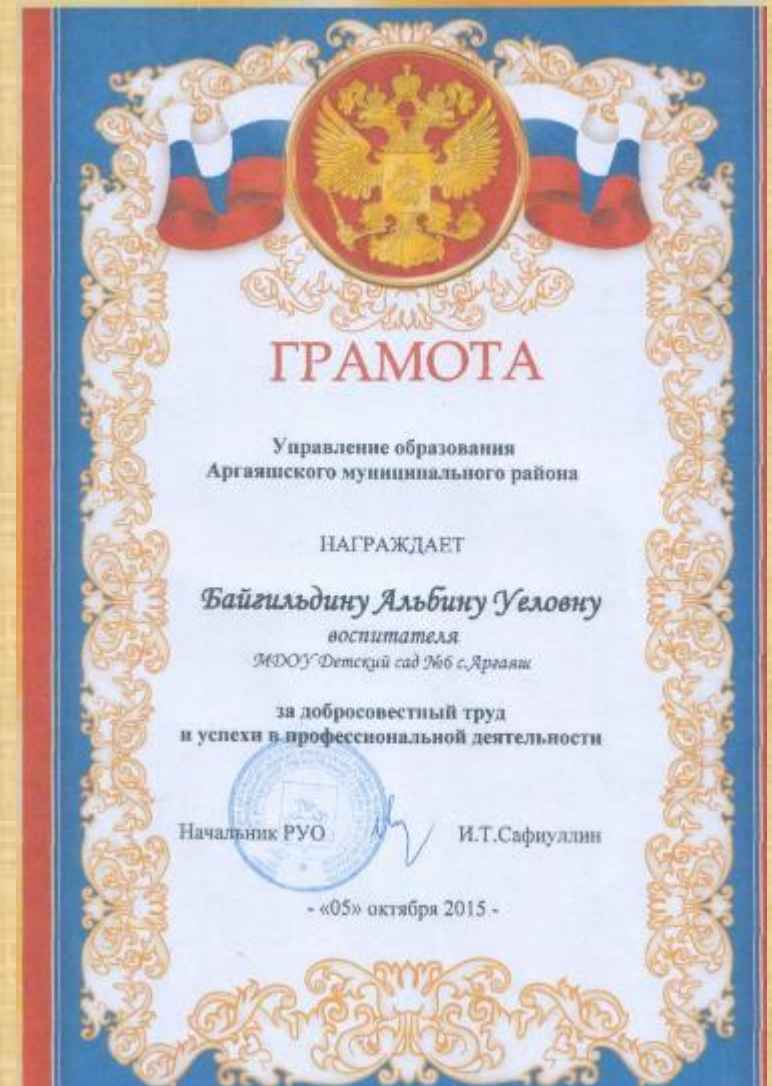 ГРАМОТА
Управление образования
Аргаяшского муниципального района
НАГРАЖДАЕТ
Байгильдину Альбину Уеловну
воспитателя
МДОУ Детский сад №6 с.Аргаяш
за добросовестный труд
и успехи в профессиональной деятельности
Начальник РУО И.Т.Сафиуллин
- «05» октября 2015 -